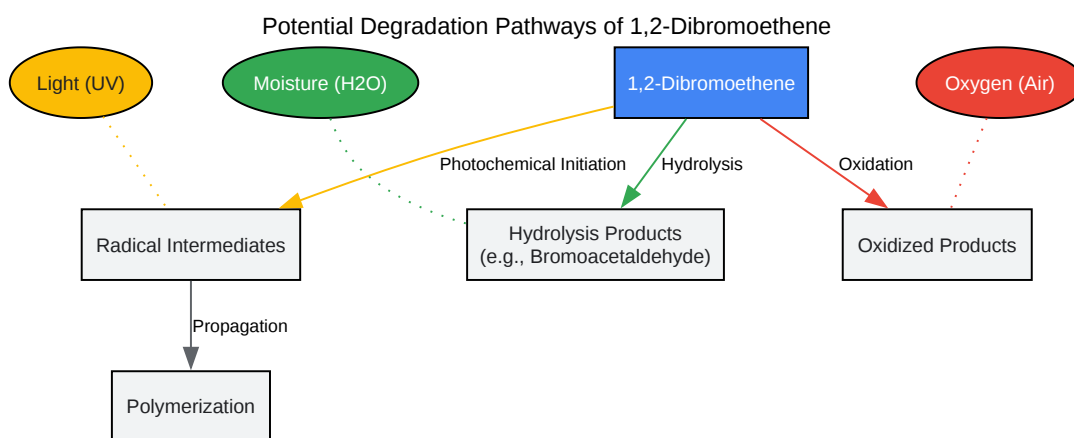 Potential Degradation Pathways of 1,2-Dibromoethene
Light (UV)
Moisture (H2O)
1,2-Dibromoethene
Oxygen (Air)
Photochemical Initiation
Hydrolysis
Oxidation
Radical Intermediates
Hydrolysis Products
(e.g., Bromoacetaldehyde)
Oxidized Products
Propagation
Polymerization